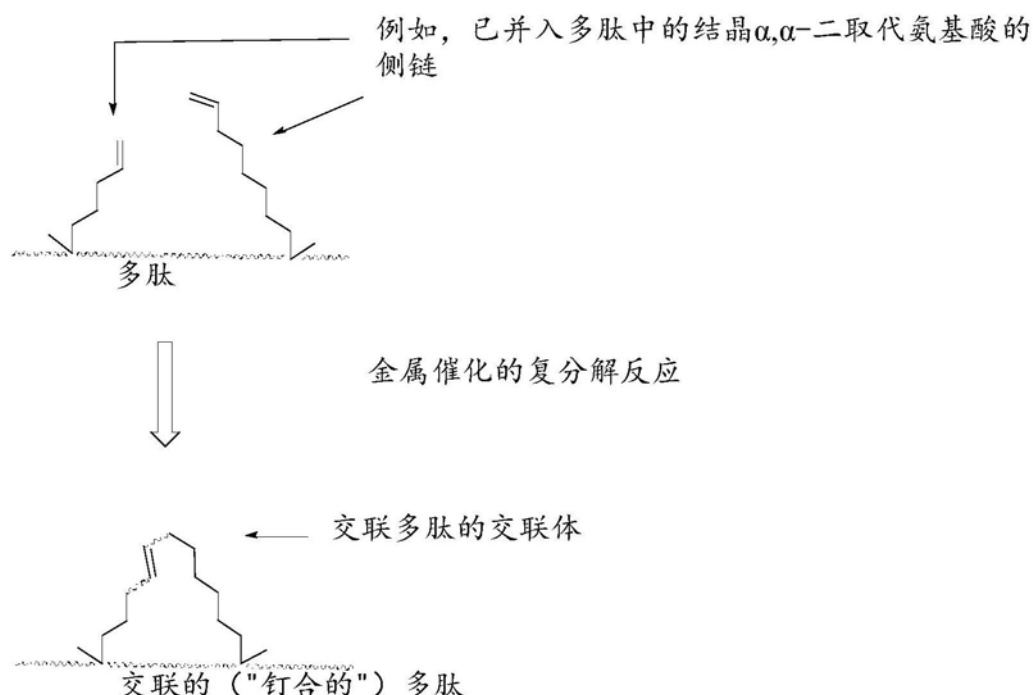 例如，已并入多肽中的结晶α,α-二取代氨基酸的
侧链
多肽
金属催化的复分解反应
交联多肽的交联体
交联的（"钉合的"）多肽